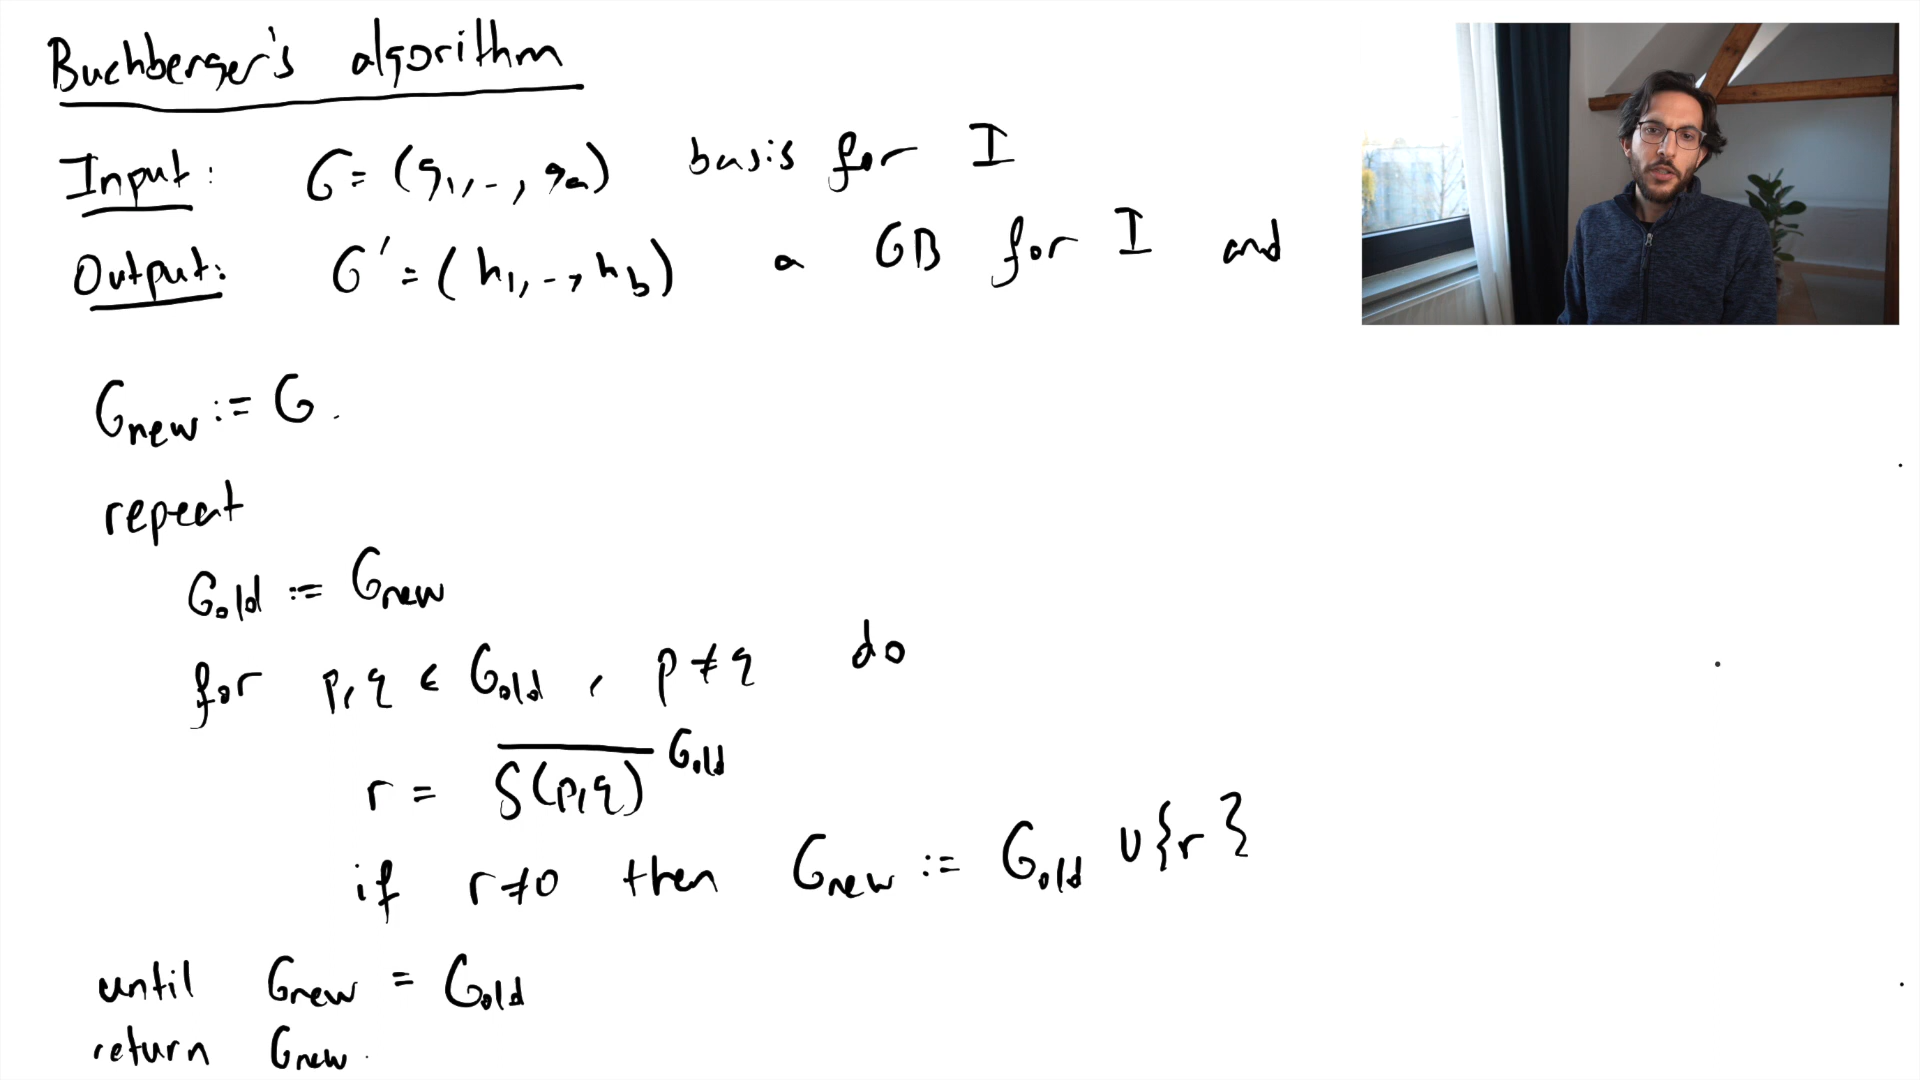 Buchberger's algorithm
Input: G = (g1,..., ga) basis for I
Output: G' = (h1,..., hb) a GB for I and
Gnew := G.
repeat
Gold := Gnew
for p,q ∈ Gold, p≠q do
r = \overline{S(p,q)}^{Gold}
if r≠0 then Gnew := Gold ∪ {r}
until Gnew = Gold
return Gnew.